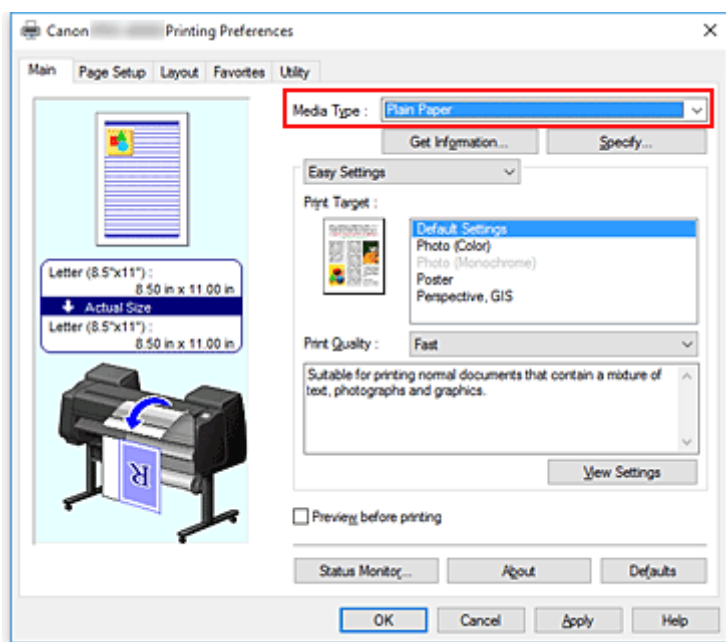 Canon Printing Preferences
Main Page Setup Layout Favorites Utility
Media Type : Plain Paper
Get Information... Specify...
Easy Settings
Print Target :
Default Settings
Photo (Color)
Photo (Monochrome)
Poster
Perspective, GIS
Letter (8.5"x11") :
8.50 in x 11.00 in
Actual Size
Letter (8.5"x11") :
8.50 in x 11.00 in
Print Quality : Fast
Suitable for printing normal documents that contain a mixture of
text, photographs and graphics.
R
View Settings
Preview before printing
Status Monitor... About Defaults
OK Cancel Apply Help